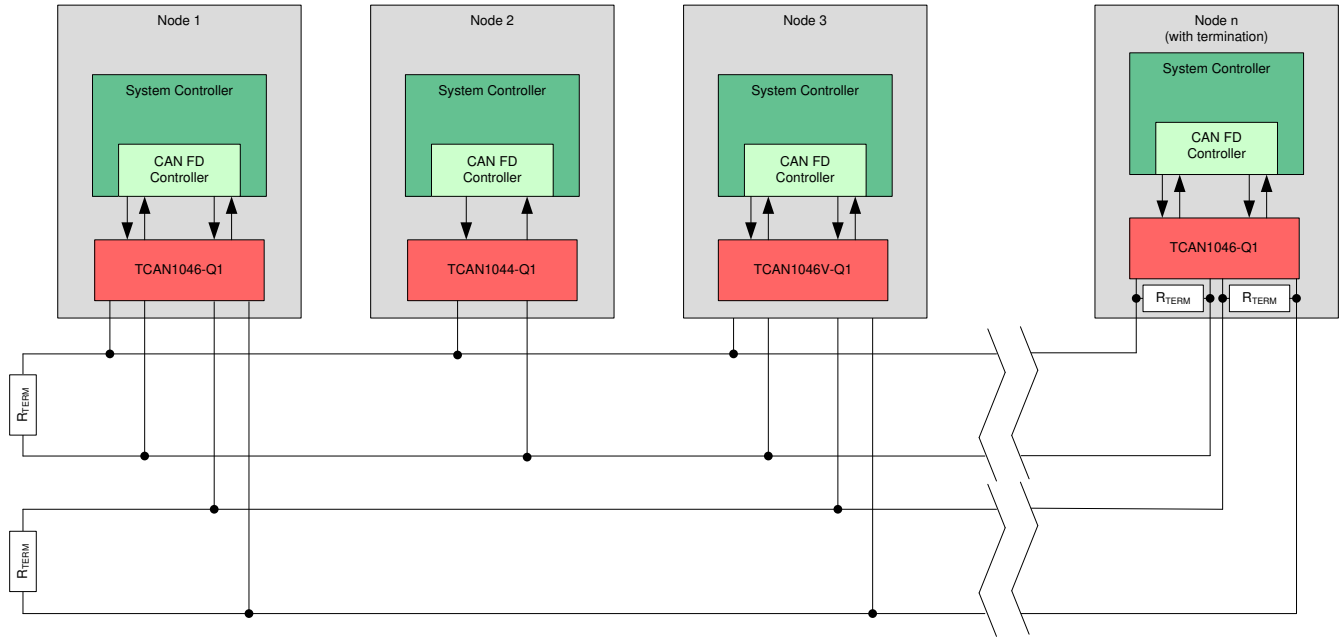 Node 1
System Controller
CAN FD
Controller
TCAN1046-Q1
Node 2
System Controller
CAN FD
Controller
TCAN1044-Q1
Node 3
System Controller
CAN FD
Controller
TCAN1046V-Q1
Node n
(with termination)
System Controller
CAN FD
Controller
TCAN1046-Q1
RTERM
RTERM
RTERM
RTERM